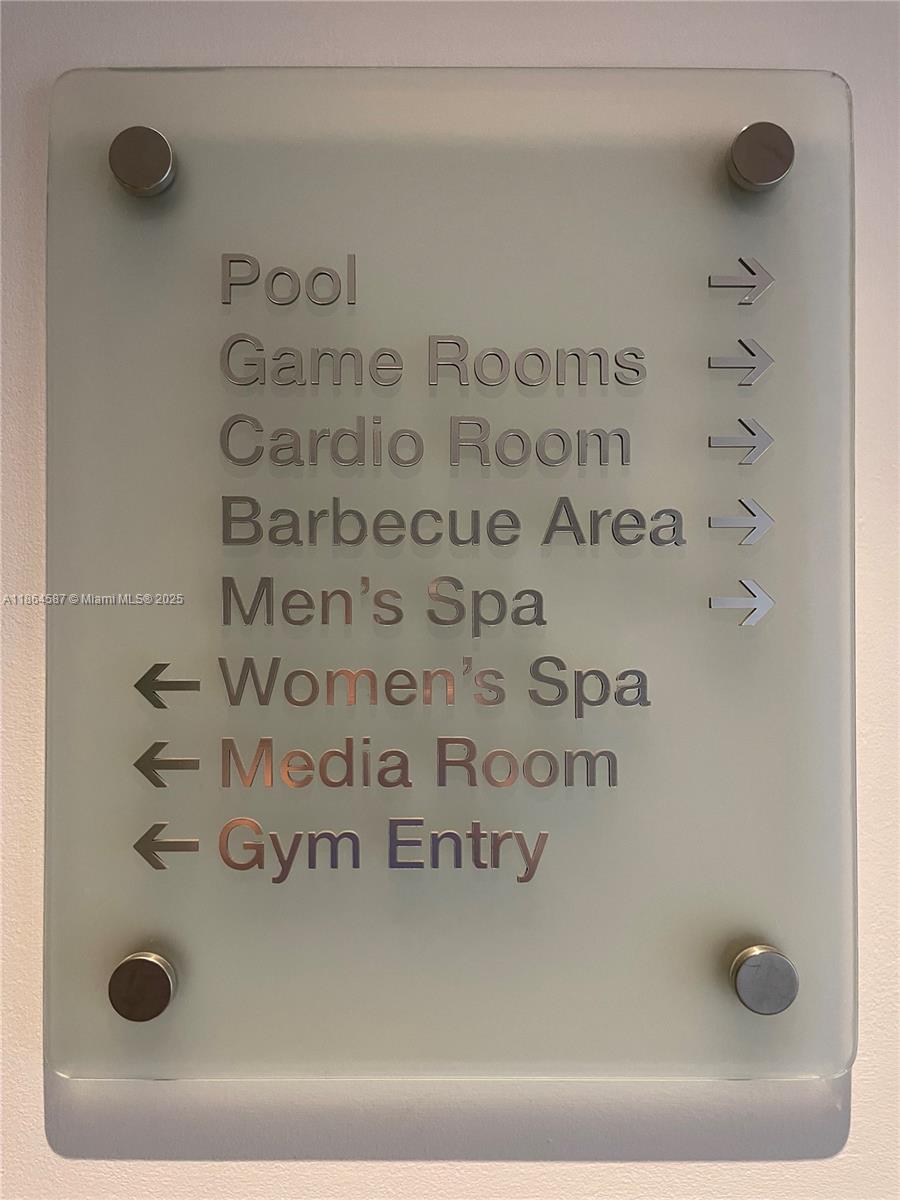 Pool →
Game Rooms →
Cardio Room →
Barbecue Area →
Men's Spa →
A11864587 © Miami MLS® 2025
← Women's Spa
← Media Room
← Gym Entry